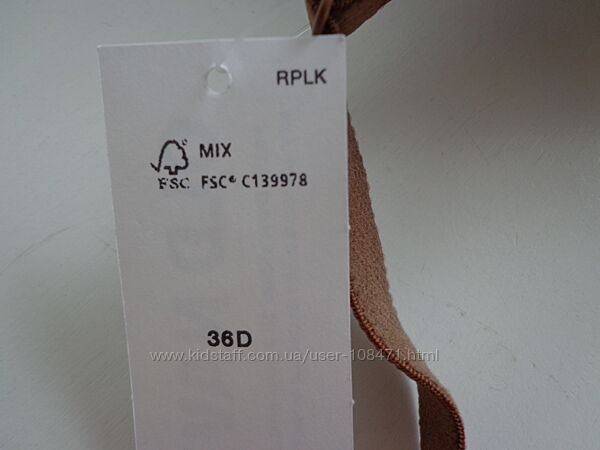 RPLK
MIX
FSC FSC® C139978
36D
www.kidstaff.com.ua/user-108471.html